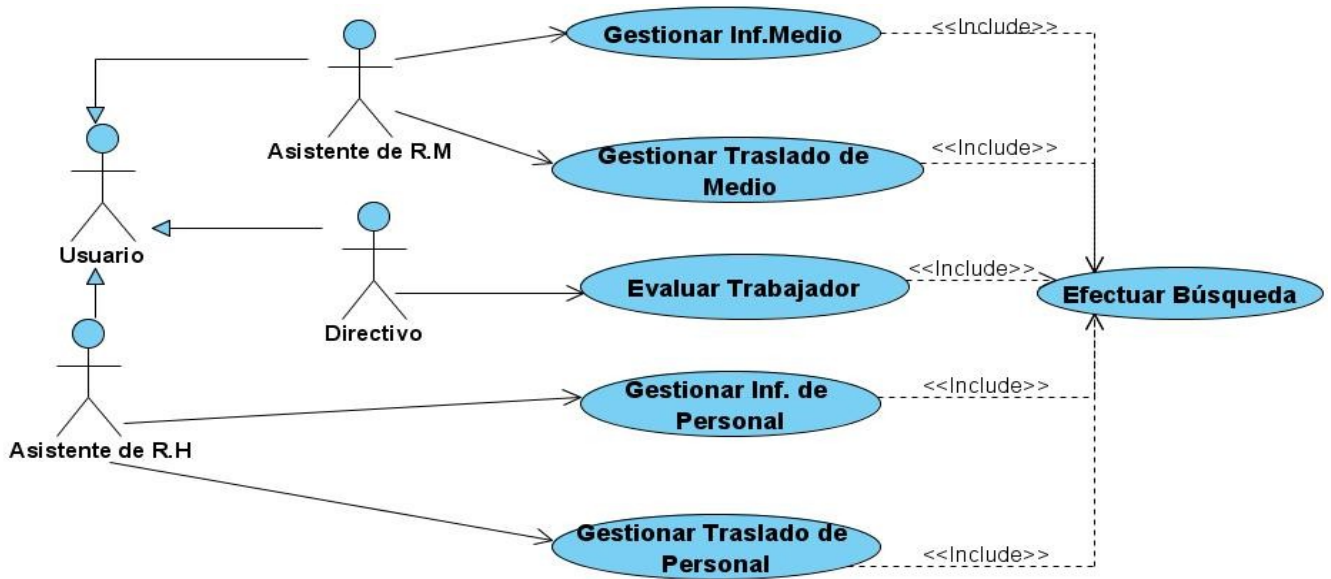 Gestionar Inf.Medio
<<Include>>
Asistente de R.M
Gestionar Traslado de
Medio
<<Include>>
Usuario
Directivo
Evaluar Trabajador
<<Include>>
Efectuar Búsqueda
Asistente de R.H
Gestionar Inf. de
Personal
<<Include>>
Gestionar Traslado de
Personal
<<Include>>